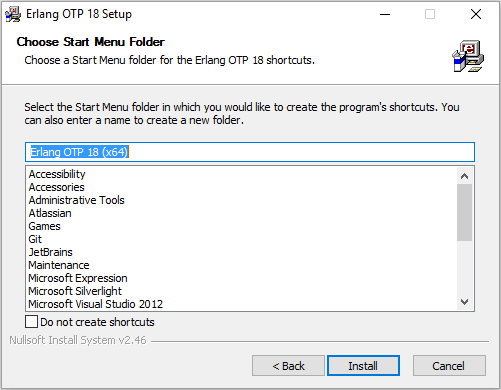 Erlang OTP 18 Setup
Choose Start Menu Folder
Choose a Start Menu folder for the Erlang OTP 18 shortcuts.
Select the Start Menu folder in which you would like to create the program's shortcuts. You
can also enter a name to create a new folder.
Erlang OTP 18 (x64)
Accessibility
Accessories
Administrative Tools
Atlassian
Games
Git
JetBrains
Maintenance
Microsoft Expression
Microsoft Silverlight
Microsoft Visual Studio 2012
Do not create shortcuts
Nullsoft Install System v2.46
< Back
Install
Cancel